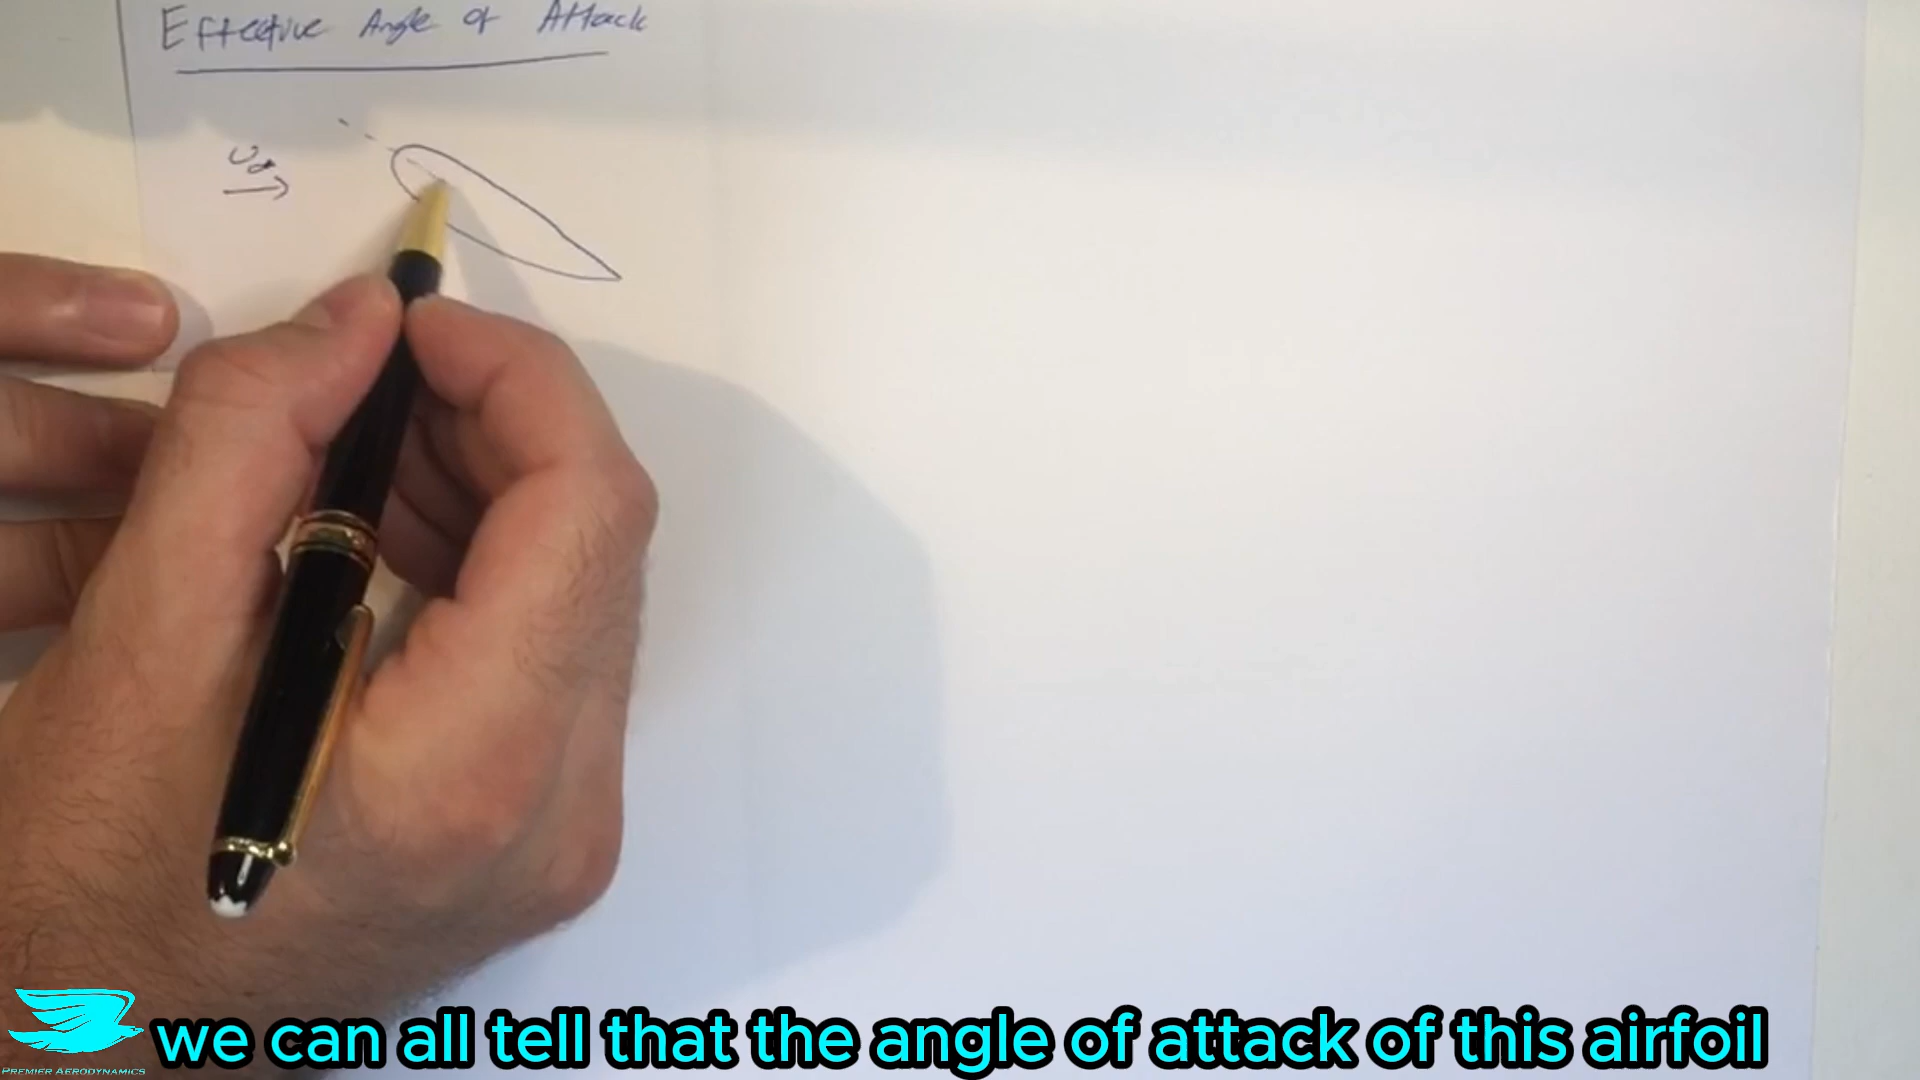 Effective Angle of Attack
U∞
we can all tell that the angle of attack of this airfoil
PREMIER AERODYNAMICS